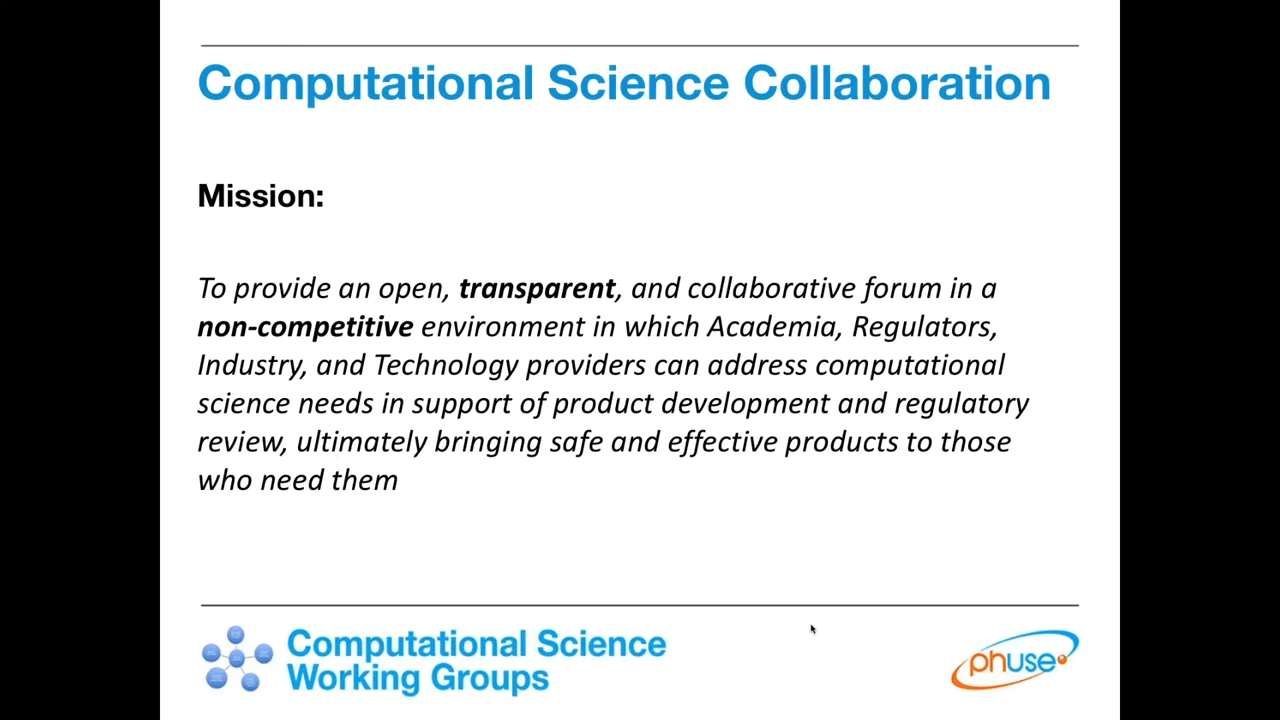 Computational Science Collaboration
Mission:
To provide an open, transparent, and collaborative forum in a
non-competitive environment in which Academia, Regulators,
Industry, and Technology providers can address computational
science needs in support of product development and regulatory
review, ultimately bringing safe and effective products to those
who need them
Computational Science
Working Groups
phuse